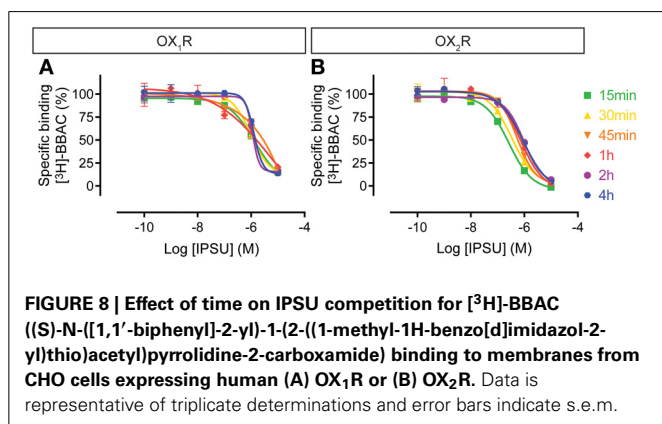 OX₁R
OX₂R
A
B
Specific binding
[³H]-BBAC (%)
100
75
50
25
0
-10
-8
-6
-4
Log [IPSU] (M)
Specific binding
[³H]-BBAC (%)
100
75
50
25
0
-10
-8
-6
-4
Log [IPSU] (M)
15min
30min
45min
1h
2h
4h
FIGURE 8 | Effect of time on IPSU competition for [³H]-BBAC
((S)-N-([1,1′-biphenyl]-2-yl)-1-(2-((1-methyl-1H-benzo[d]imidazol-2-
yl)thio)acetyl)pyrrolidine-2-carboxamide) binding to membranes from
CHO cells expressing human (A) OX₁R or (B) OX₂R. Data is
representative of triplicate determinations and error bars indicate s.e.m.